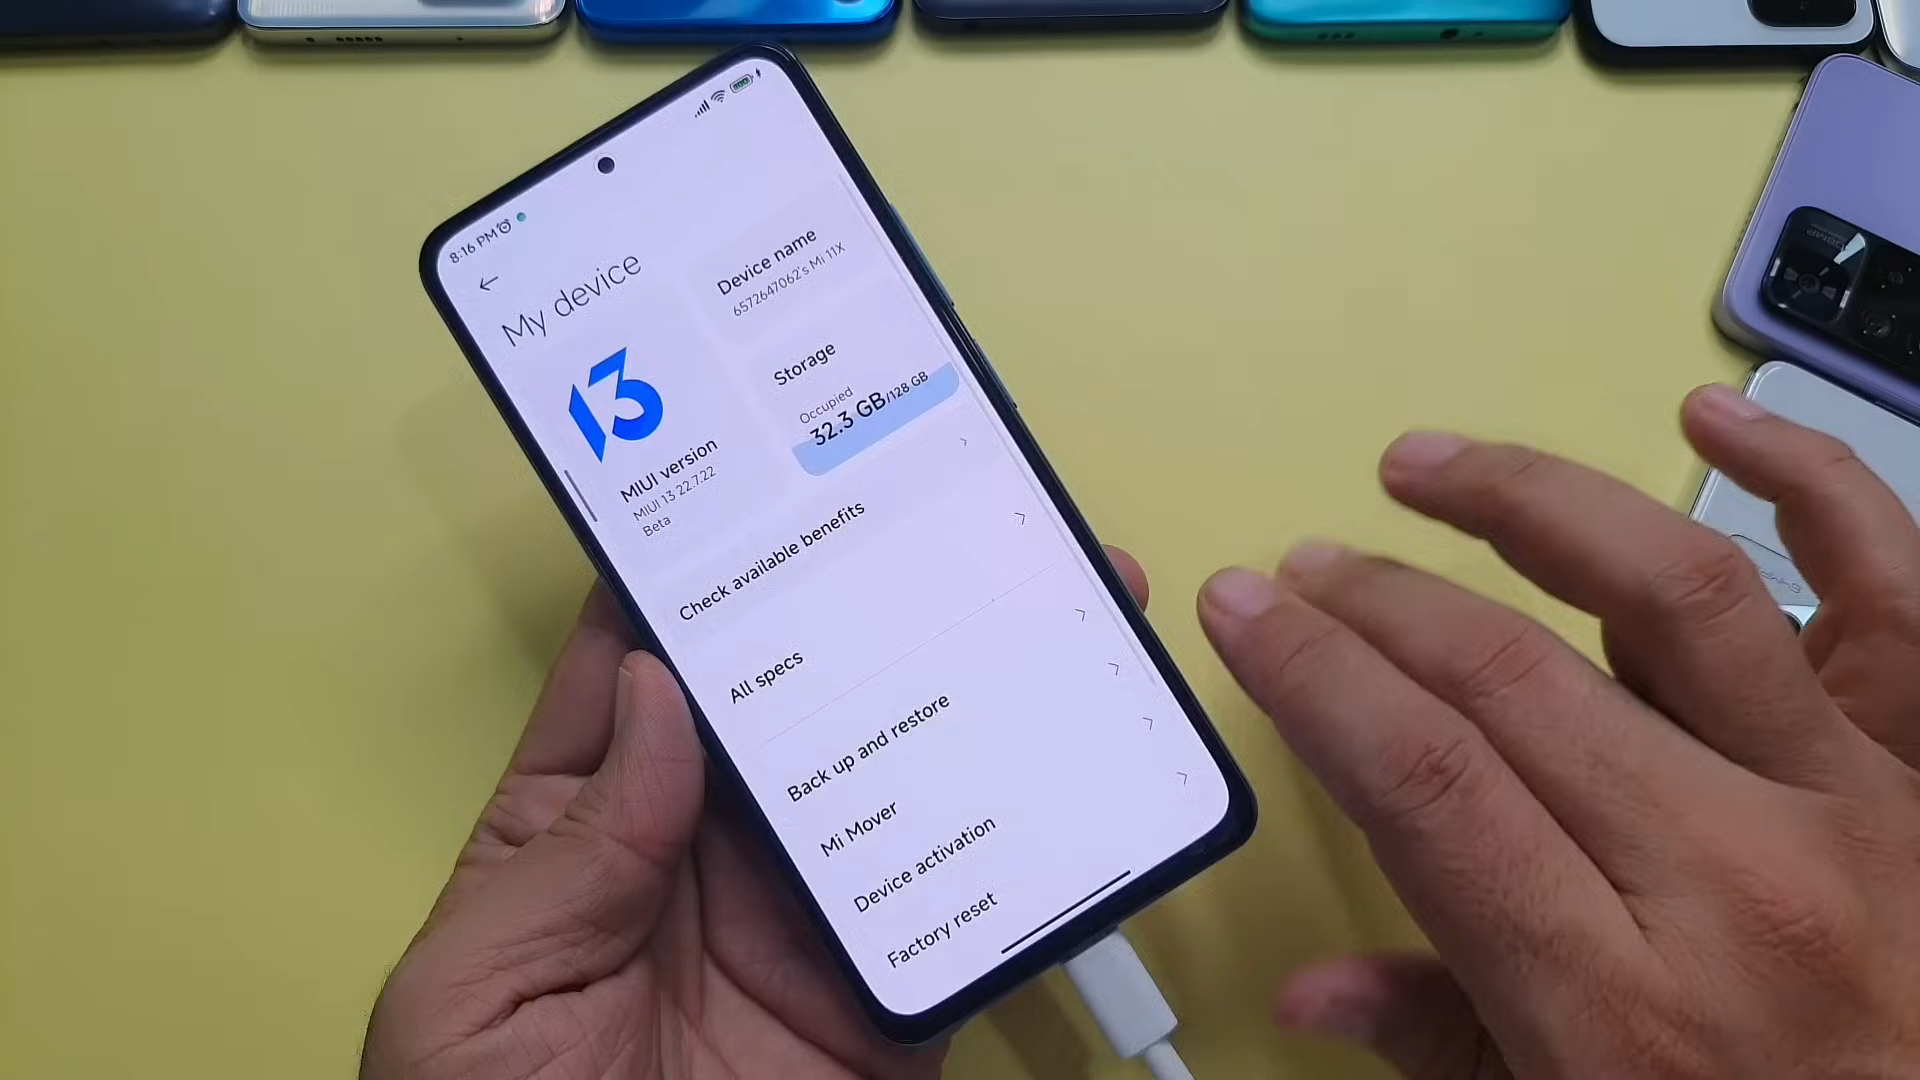 8:16 PM
My device
13
MIUI version
MIUI 13 22.7.22
Beta
Device name
6572647062's Mi 11X
Storage
Occupied
32.3 GB/128 GB
Check available benefits
All specs
Back up and restore
Mi Mover
Device activation
Factory reset